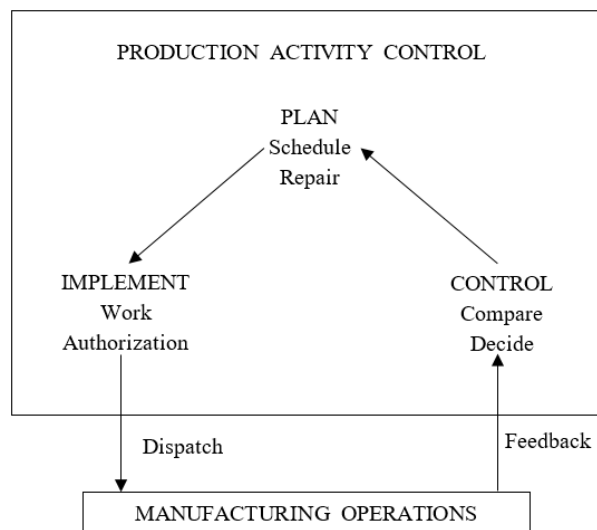 PRODUCTION ACTIVITY CONTROL
PLAN
Schedule
Repair
IMPLEMENT
Work
Authorization
CONTROL
Compare
Decide
Dispatch
Feedback
MANUFACTURING OPERATIONS